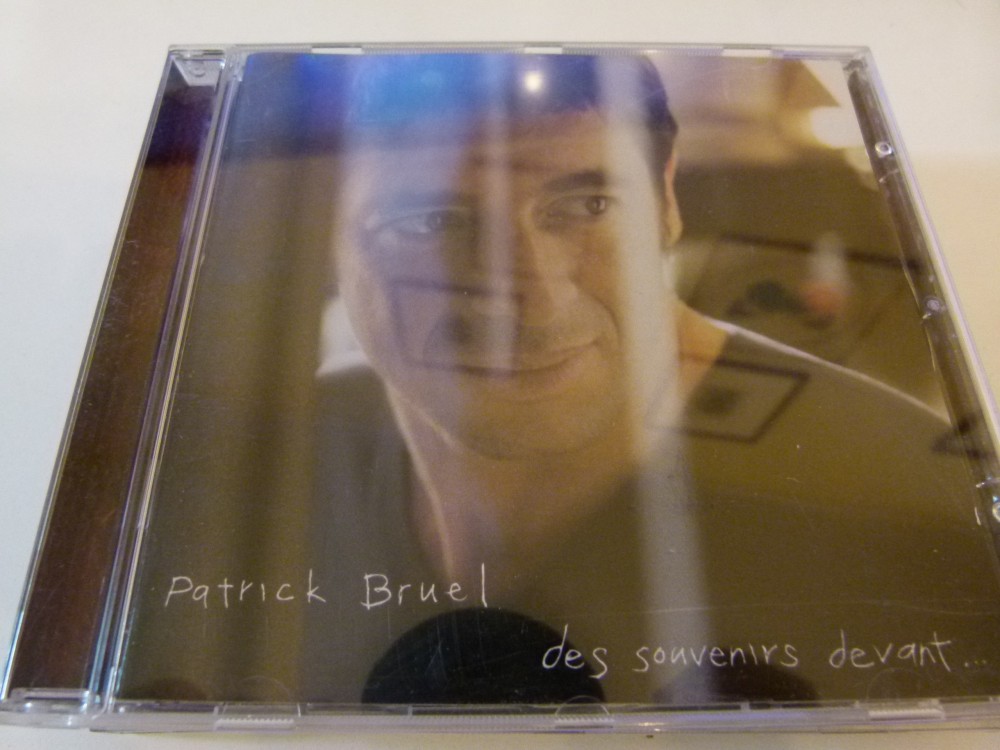 Patrick Bruel
des souvenirs devant...